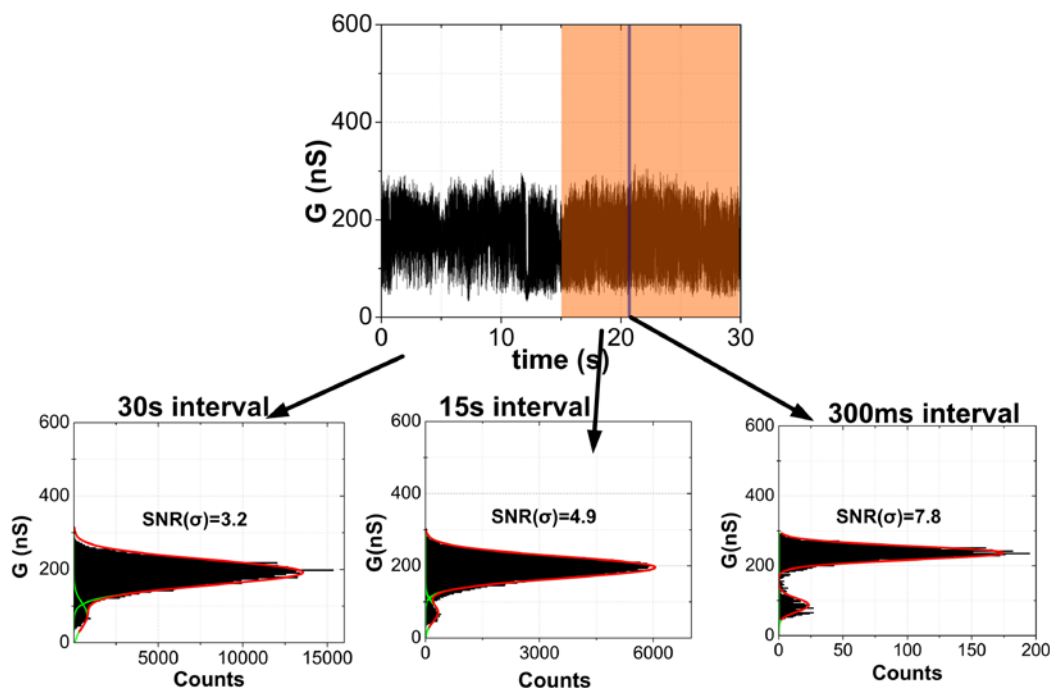 600
400
200
0
G (nS)
0
10
20
30
time (s)
30s interval
600
400
200
0
G (nS)
SNR(σ)=3.2
5000
10000
15000
Counts
15s interval
600
400
200
0
G(nS)
SNR(σ)=4.9
0
3000
6000
Counts
300ms interval
600
400
200
0
G(nS)
SNR(σ)=7.8
0
50
100
150
200
Counts